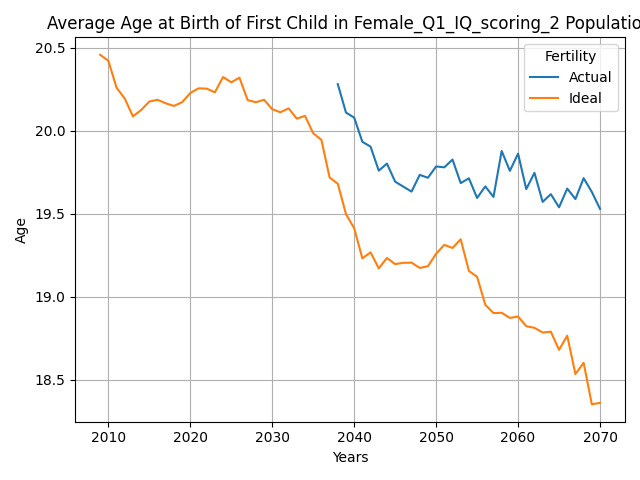 Average Age at Birth of First Child in Female_Q1_IQ_scoring_2 Populatio
Fertility
Actual
Ideal
20.5
20.0
19.5
19.0
18.5
Age
2010 2020 2030 2040 2050 2060 2070
Years